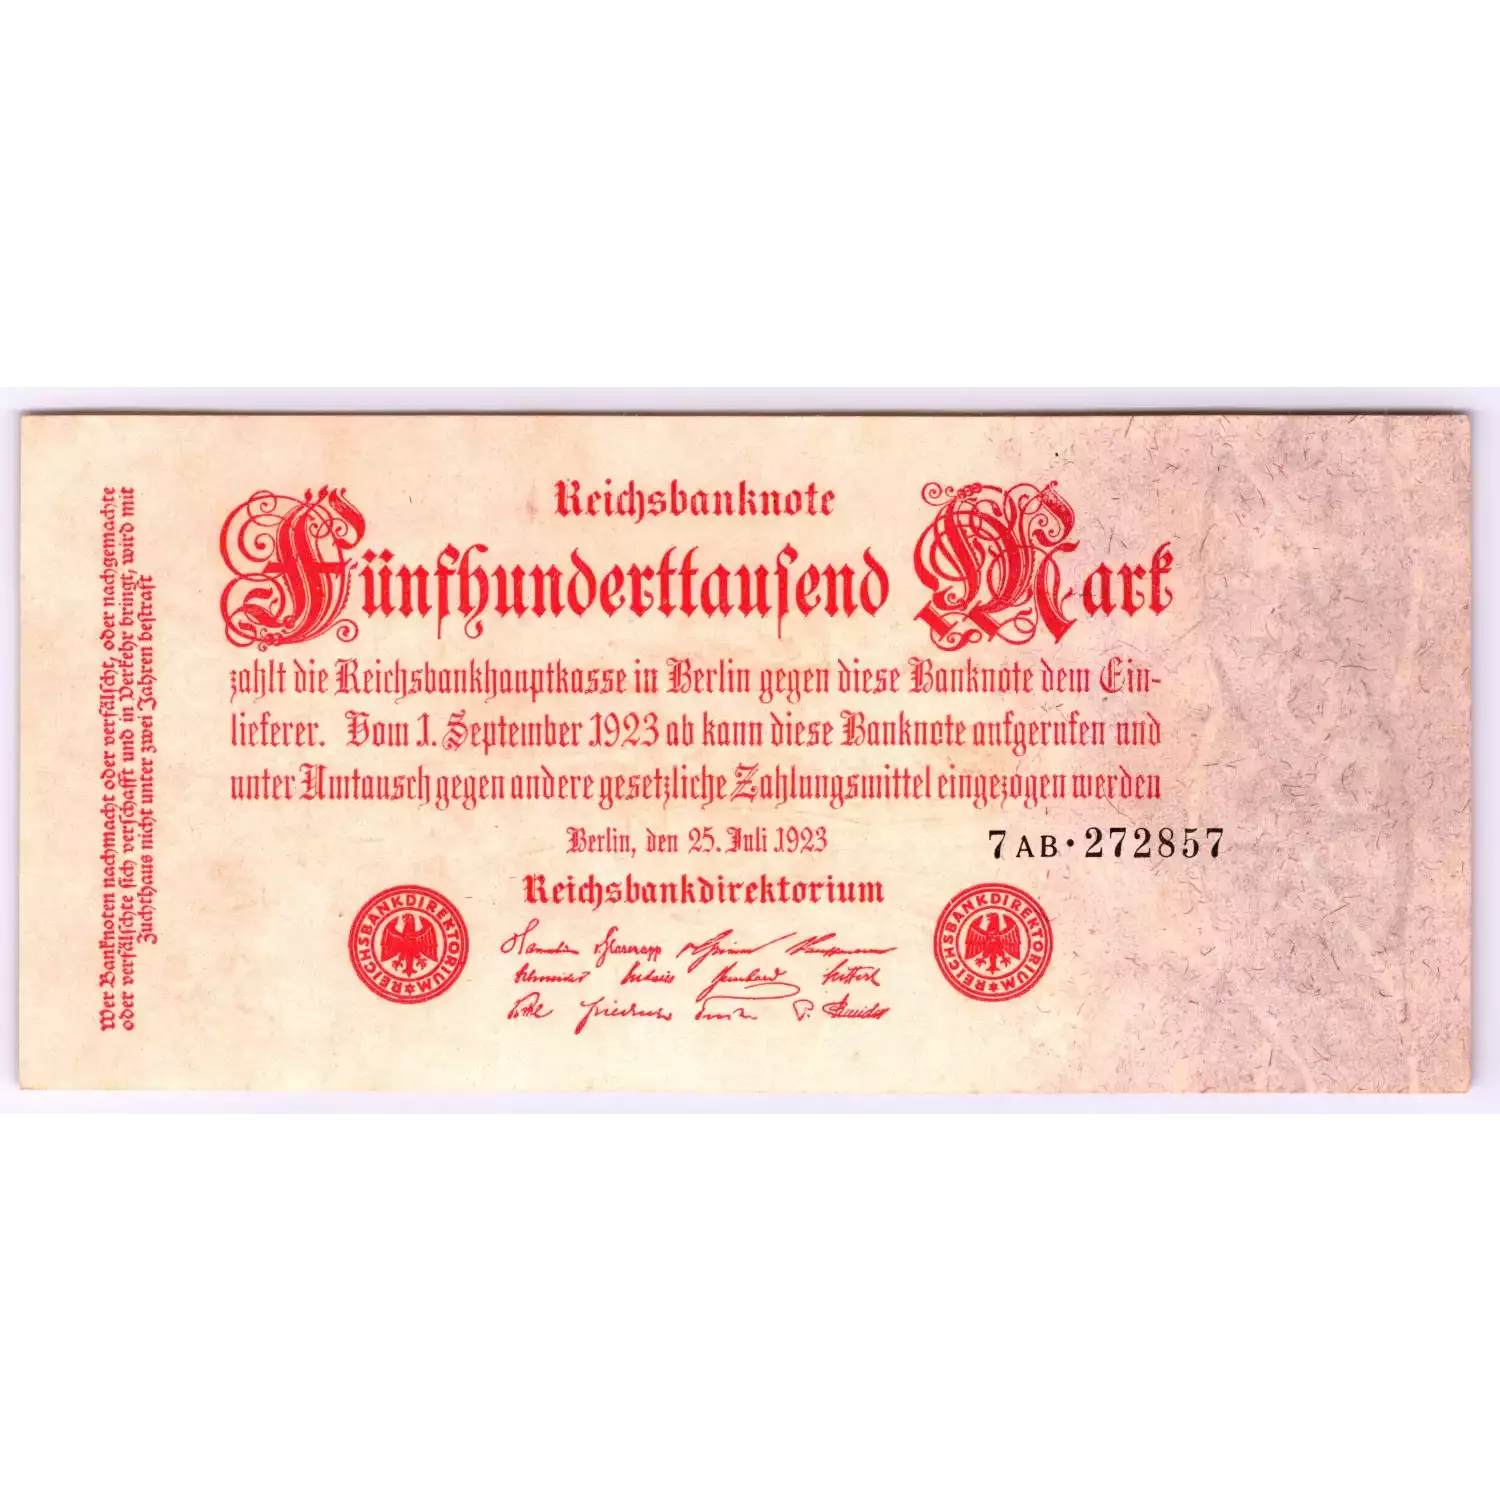 Reichsbanknote
Fünfhunderttausend Mark
zahlt die Reichsbankhauptkasse in Berlin gegen diese Banknote dem Ein-
lieferer. Vom 1. September 1923 ab kann diese Banknote aufgerufen und
unter Umtausch gegen andere gesetzliche Zahlungsmittel eingezogen werden
Berlin, den 25. Juli 1923
7AB·272857
Reichsbankdirektorium
REICHSBANKDIREKTORIUM
REICHSBANKDIREKTORIUM
Wer Banknoten nachmacht oder verfälscht, oder nachgemachte
oder verfälschte sich verschafft und in Verkehr bringt, wird mit
Zuchthaus nicht unter zwei Jahren bestraft